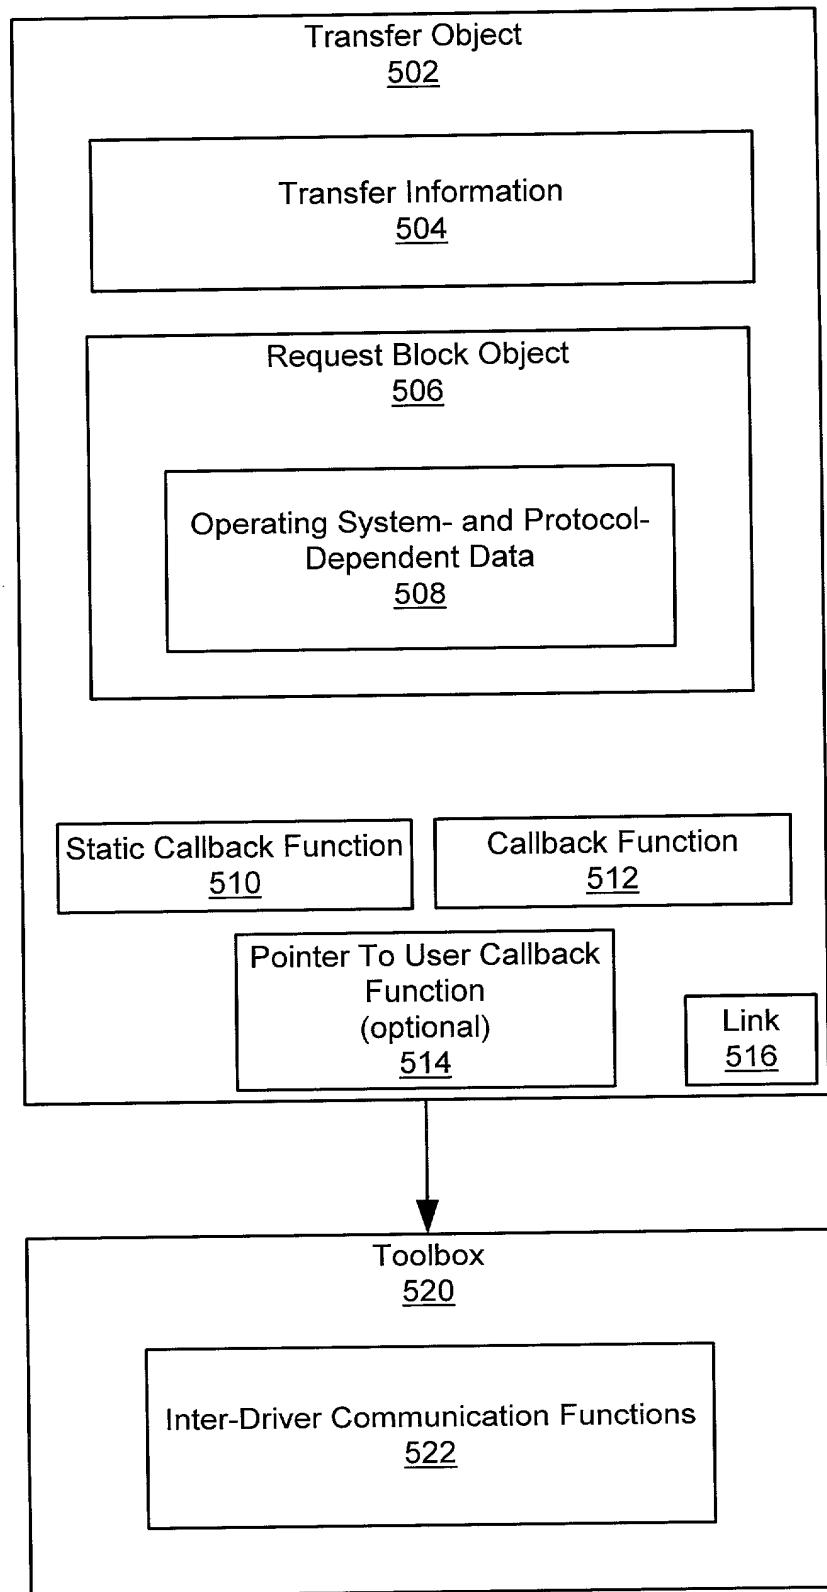 Transfer Object
502
Transfer Information
504
Request Block Object
506
Operating System- and Protocol-
Dependent Data
508
Static Callback Function
510
Callback Function
512
Pointer To User Callback
Function
(optional)
514
Link
516
Toolbox
520
Inter-Driver Communication Functions
522